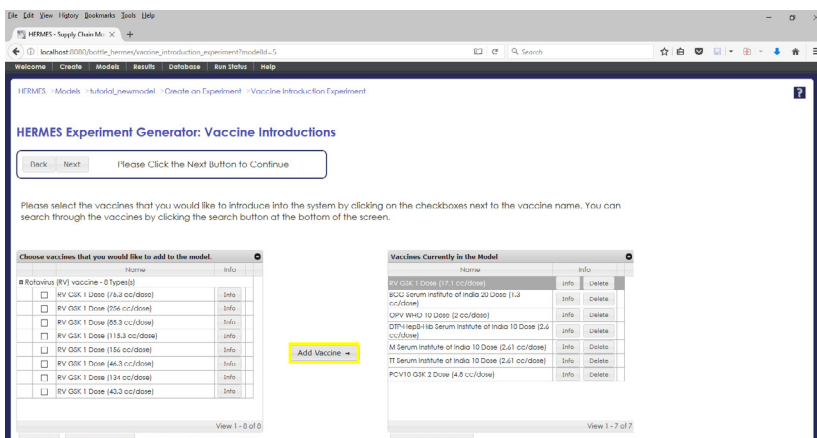 File Edit View History Bookmarks Tools Help
HERMES - Supply Chain Mo
localhost:8080/bottle_hermes/vaccine_introduction_experiment?modelId=5
Search
Welcome Create Models Results Database Run Status Help
HERMES >Models >tutorial_newmodel >Create an Experiment >Vaccine Introduction Experiment
?
HERMES Experiment Generator: Vaccine Introductions
Back Next Please Click the Next Button to Continue
Please select the vaccines that you would like to introduce into the system by clicking on the checkboxes next to the vaccine name. You can
search through the vaccines by clicking the search button at the bottom of the screen.
Choose vaccines that you would like to add to the model.
Name Info
Rotavirus (RV) vaccine - 8 Types(s)
RV GSK 1 Dose (76.3 cc/dose) Info
RV GSK 1 Dose (256 cc/dose) Info
RV GSK 1 Dose (85.3 cc/dose) Info
RV GSK 1 Dose (115.3 cc/dose) Info
RV GSK 1 Dose (156 cc/dose) Info
RV GSK 1 Dose (46.3 cc/dose) Info
RV GSK 1 Dose (134 cc/dose) Info
RV GSK 1 Dose (43.3 cc/dose) Info
View 1 - 8 of 8
Add Vaccine →
Vaccines Currently in the Model
Name Info
RV GSK 1 Dose (17.1 cc/dose) Info Delete
BCG Serum Institute of India 20 Dose (1.3
cc/dose) Info Delete
OPV WHO 10 Dose (2 cc/dose) Info Delete
DTP-HepB-Hib Serum Institute of India 10 Dose (2.6
cc/dose) Info Delete
M Serum Institute of India 10 Dose (2.61 cc/dose) Info Delete
TT Serum Institute of India 10 Dose (2.61 cc/dose) Info Delete
PCV10 GSK 2 Dose (4.8 cc/dose) Info Delete
View 1 - 7 of 7